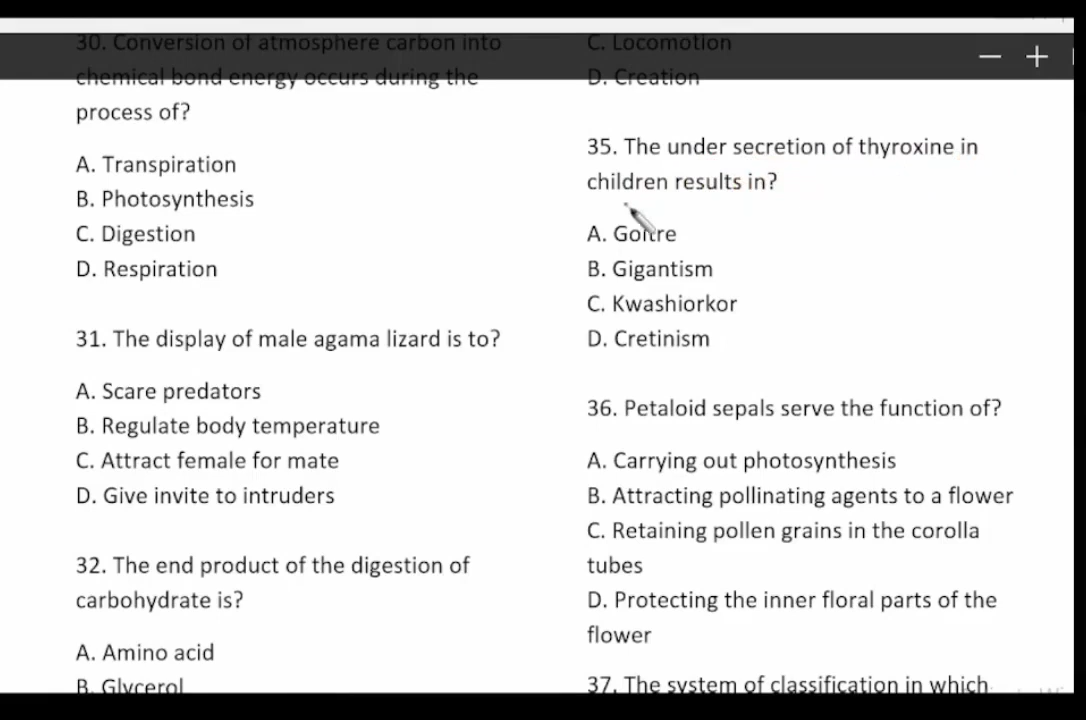 30. Conversion of atmosphere carbon into
chemical bond energy occurs during the
process of?
A. Transpiration
B. Photosynthesis
C. Digestion
D. Respiration
31. The display of male agama lizard is to?
A. Scare predators
B. Regulate body temperature
C. Attract female for mate
D. Give invite to intruders
32. The end product of the digestion of
carbohydrate is?
A. Amino acid
B. Glycerol
C. Locomotion
D. Creation
35. The under secretion of thyroxine in
children results in?
A. Goitre
B. Gigantism
C. Kwashiorkor
D. Cretinism
36. Petaloid sepals serve the function of?
A. Carrying out photosynthesis
B. Attracting pollinating agents to a flower
C. Retaining pollen grains in the corolla
tubes
D. Protecting the inner floral parts of the
flower
37. The system of classification in which